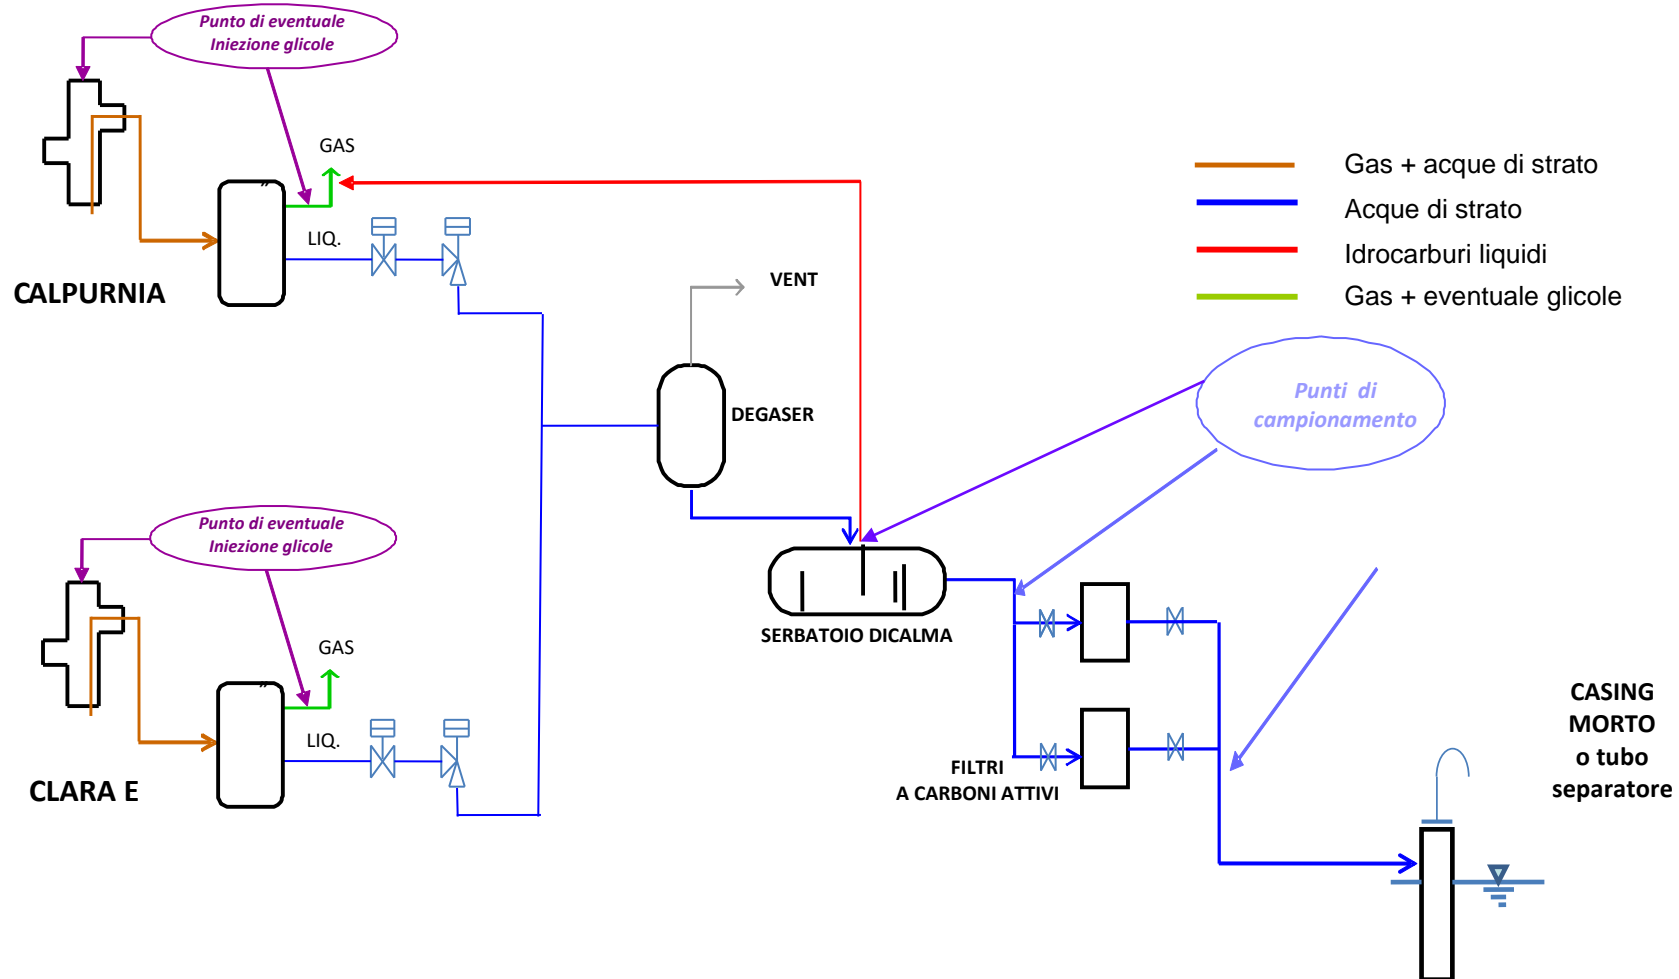 Punto di eventuale
Iniezione glicole
GAS
LIQ.
CALPURNIA
Gas + acque di strato
Acque di strato
Idrocarburi liquidi
Gas + eventuale glicole
VENT
DEGASER
Punti di
campionamento
Punto di eventuale
Iniezione glicole
GAS
LIQ.
CLARA E
SERBATOIO DICALMA
FILTRI
A CARBONI ATTIVI
CASING
MORTO
o tubo
separatore